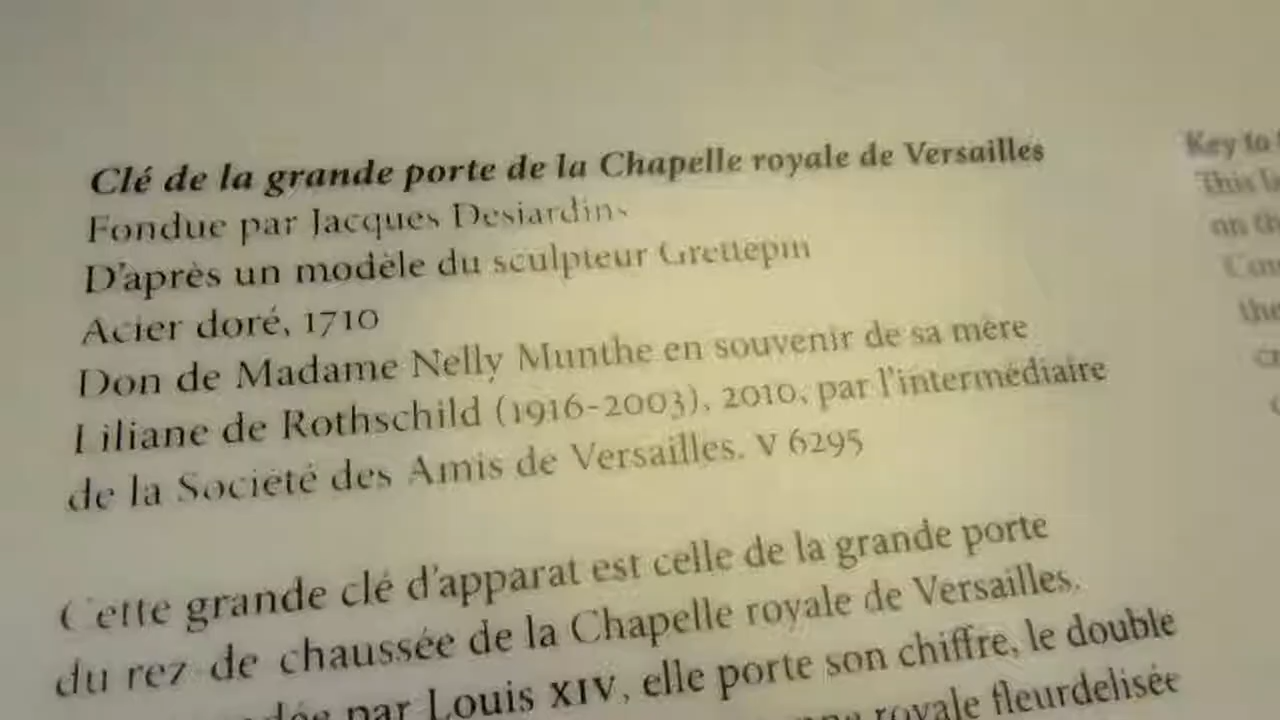 Clé de la grande porte de la Chapelle royale de Versailles
Fondue par Jacques Desjardins
D'après un modèle du sculpteur Grettepin
Acier doré, 1710
Don de Madame Nelly Munthe en souvenir de sa mère
Liliane de Rothschild (1916-2003), 2010, par l'intermédiaire
de la Société des Amis de Versailles. V 6295
Cette grande clé d'apparat est celle de la grande porte
du rez-de chaussée de la Chapelle royale de Versailles.
par Louis XIV, elle porte son chiffre, le double
royale fleurdelisée
Key to
This
on
the